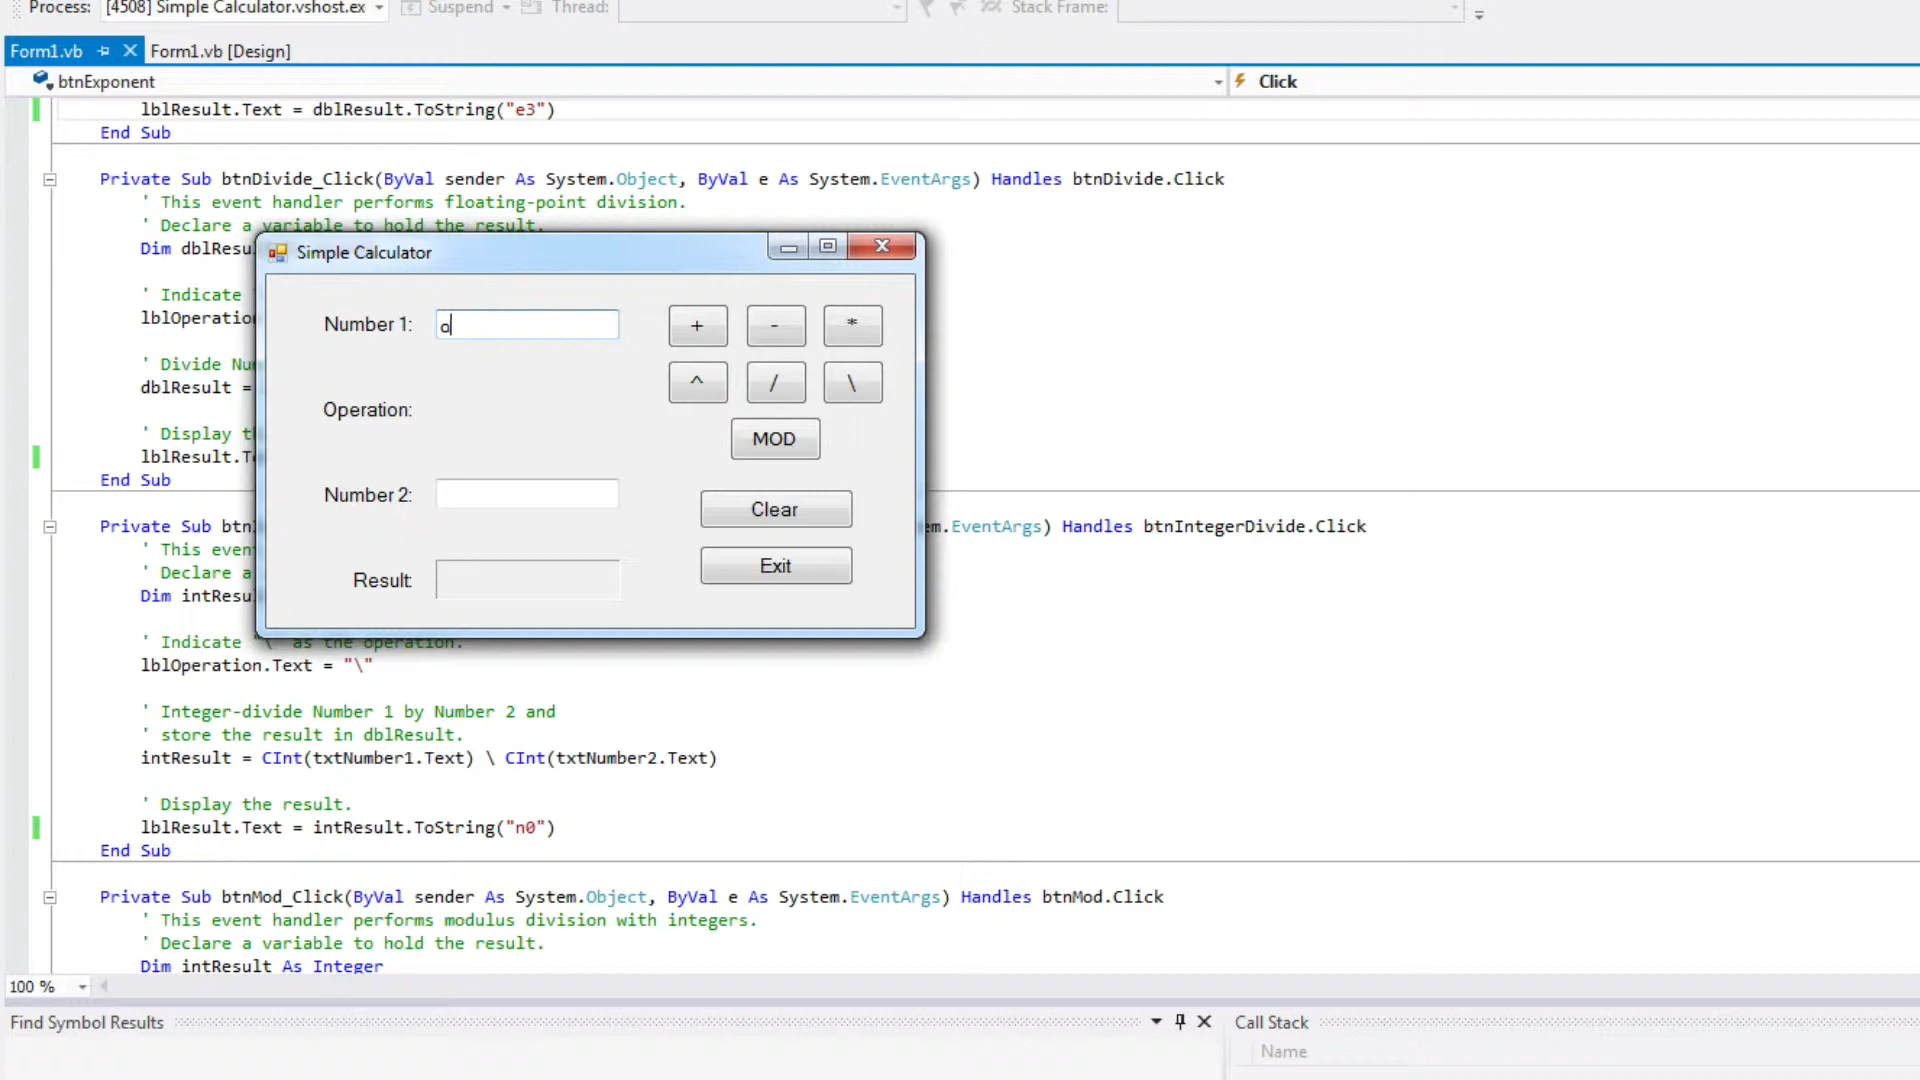 Process: [4508] Simple Calculator.vshost.ex Suspend Thread: Stack Frame:
Form1.vb Form1.vb [Design]
btnExponent Click
lblResult.Text = dblResult.ToString("e3")
End Sub
Private Sub btnDivide_Click(ByVal sender As System.Object, ByVal e As System.EventArgs) Handles btnDivide.Click
' This event handler performs floating-point division.
' Declare a variable to hold the result.
Dim dblResu
' Indicate
lblOperation
' Divide Nu
dblResult =
' Display t
lblResult.T
End Sub
Simple Calculator
Number 1: o
+ - *
^ / \
Operation:
MOD
Number 2:
Clear
Result:
Exit
Private Sub btn em.EventArgs) Handles btnIntegerDivide.Click
' This even
' Declare a
Dim intResu
' Indicate "\" as the operation.
lblOperation.Text = "\"
' Integer-divide Number 1 by Number 2 and
' store the result in dblResult.
intResult = CInt(txtNumber1.Text) \ CInt(txtNumber2.Text)
' Display the result.
lblResult.Text = intResult.ToString("n0")
End Sub
Private Sub btnMod_Click(ByVal sender As System.Object, ByVal e As System.EventArgs) Handles btnMod.Click
' This event handler performs modulus division with integers.
' Declare a variable to hold the result.
Dim intResult As Integer
100 %
Find Symbol Results Call Stack
Name